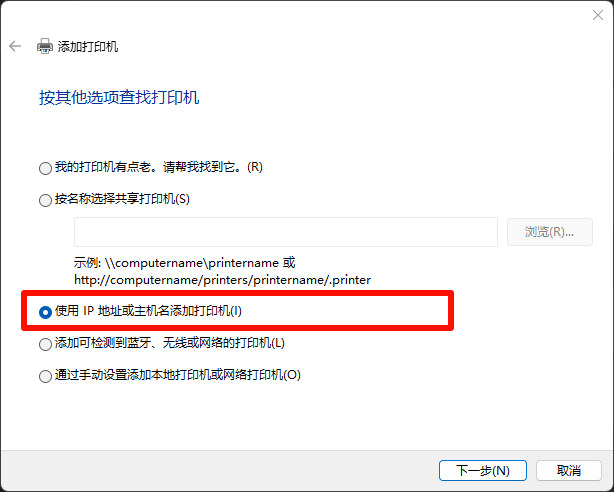 添加打印机
按其他选项查找打印机
我的打印机有点老。请帮我找到它。(R)
按名称选择共享打印机(S)
浏览(R)...
示例: \\computername\printername 或
http://computername/printers/printername/.printer
使用 IP 地址或主机名添加打印机(I)
添加可检测到蓝牙、无线或网络的打印机(L)
通过手动设置添加本地打印机或网络打印机(O)
下一步(N)
取消